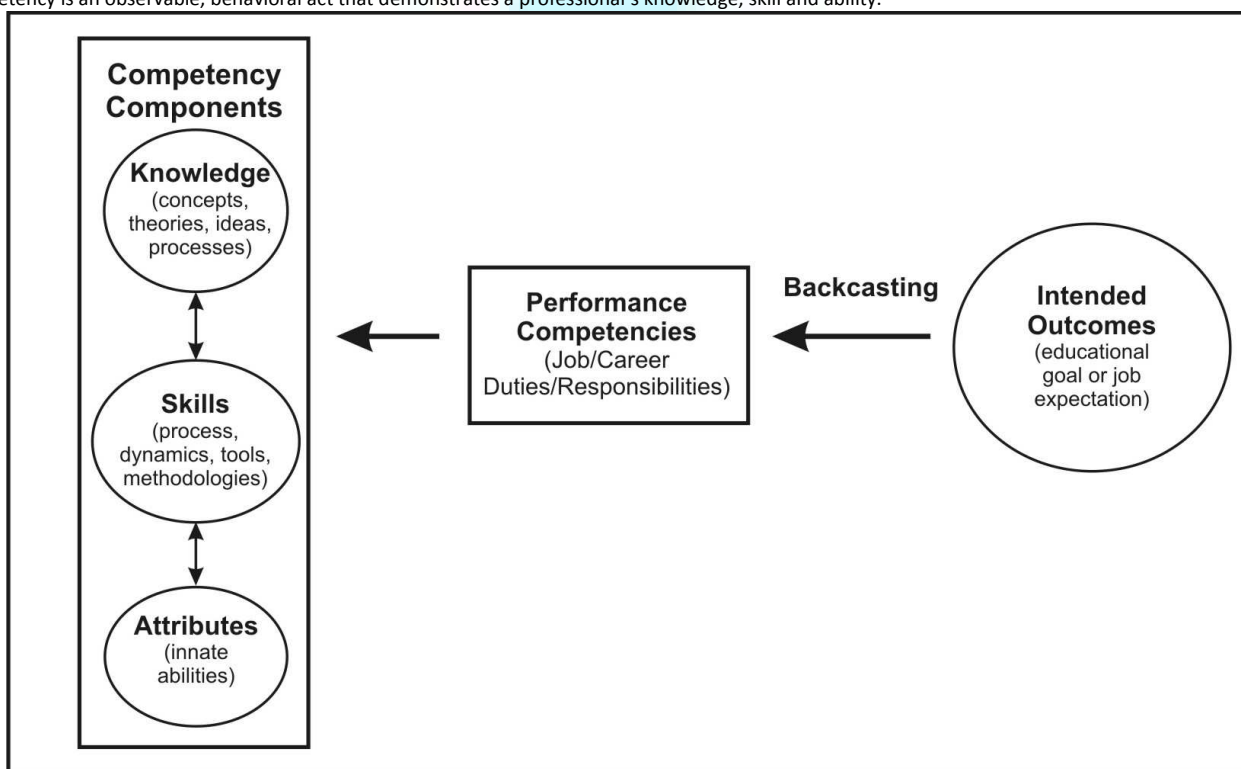 petency is an observable, behavioral act that demonstrates a professional's knowledge, skill and ability.
Competency
Components
Knowledge
(concepts,
theories, ideas,
processes)
Skills
(process,
dynamics, tools,
methodologies)
Attributes
(innate
abilities)
Performance
Competencies
(Job/Career
Duties/Responsibilities)
Backcasting
Intended
Outcomes
(educational
goal or job
expectation)